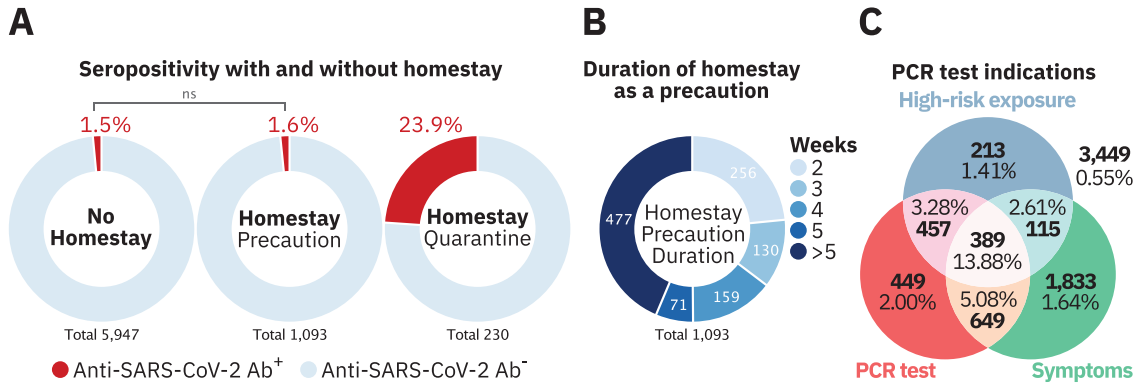 A
Seropositivity with and without homestay
ns
1.5%
1.6%
23.9%
No
Homestay
Homestay
Precaution
Homestay
Quarantine
Total 5,947
Total 1,093
Total 230
Anti-SARS-CoV-2 Ab+
Anti-SARS-CoV-2 Ab-
B
Duration of homestay
as a precaution
256
130
159
71
477
Homestay
Precaution
Duration
Total 1,093
Weeks
2
3
4
5
>5
C
PCR test indications
High-risk exposure
213
1.41%
3,449
0.55%
3.28%
457
2.61%
115
389
13.88%
449
2.00%
1,833
1.64%
5.08%
649
PCR test
Symptoms